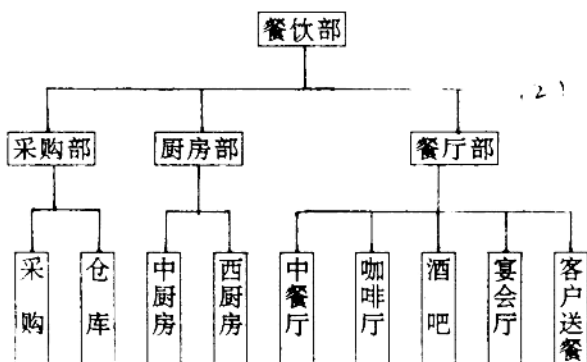 餐饮部
采购部 厨房部 餐厅部
采购 仓库 中厨房 西厨房 中餐厅 咖啡厅 酒吧 宴会厅 客户送餐